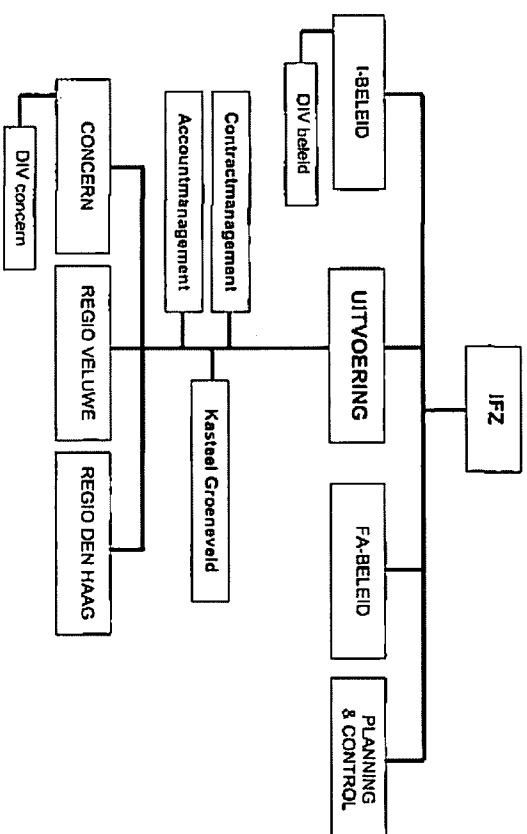 IFZ
I-BELEID
UITVOERING
FA-BELEID
PLANNING
& CONTROL
DIV beleid
Contractmanagement
Accountmanagement
Kasteel Groeneveld
CONCERN
REGIO VELUWE
REGIO DEN HAAG
DIV concern